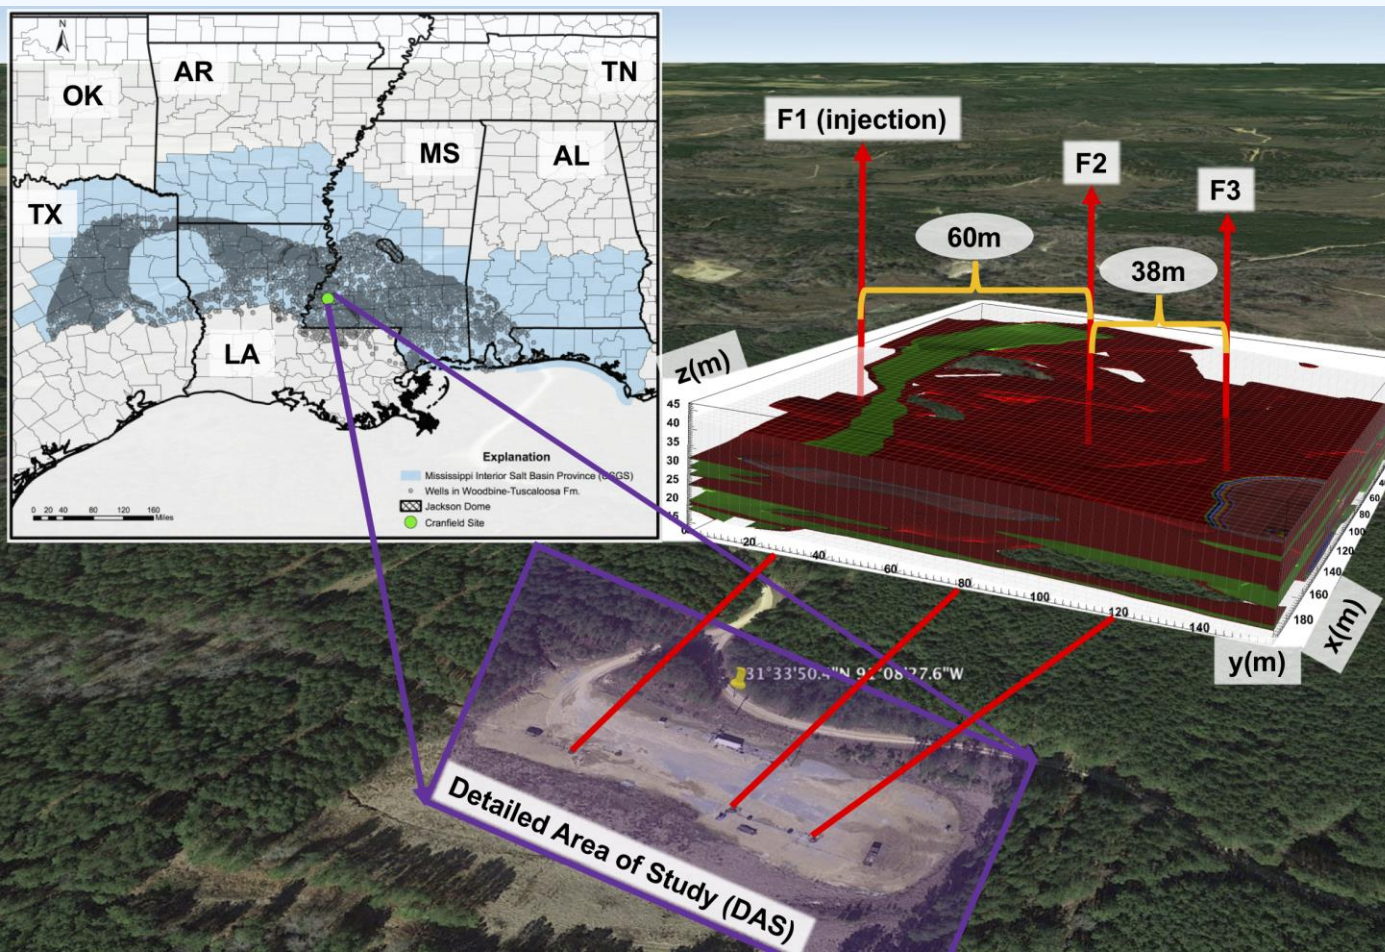 N
AR
TN
OK
MS
AL
TX
LA
Explanation
Mississippi Interior Salt Basin Province (USGS)
Wells in Woodbine-Tuscaloosa Fm.
Jackson Dome
Cranfield Site
0 20 40 80 120 160
Miles
F1 (injection)
F2
F3
60m
38m
z(m)
45
40
35
30
25
20
15
0
20
40
60
80
100
120
140
y(m)
60
80
100
120
140
160
180
x(m)
31°33'50.4"N 91°08'27.6"W
Detailed Area of Study (DAS)